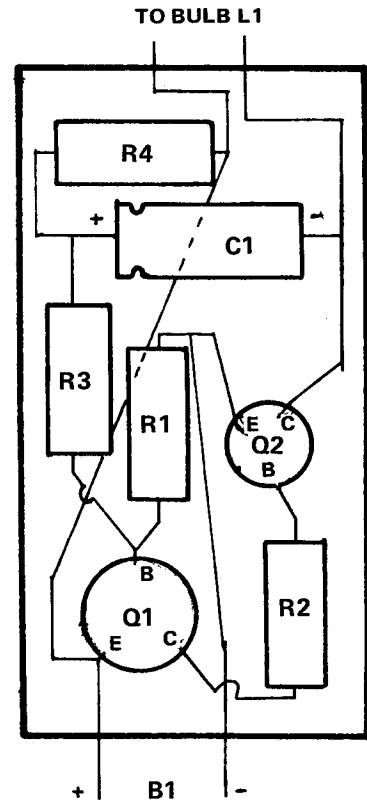 TO BULB L1
R4
+ -
C1
R3
R1
E C
Q2
B
B
Q1
R2
E C
+ B1 -